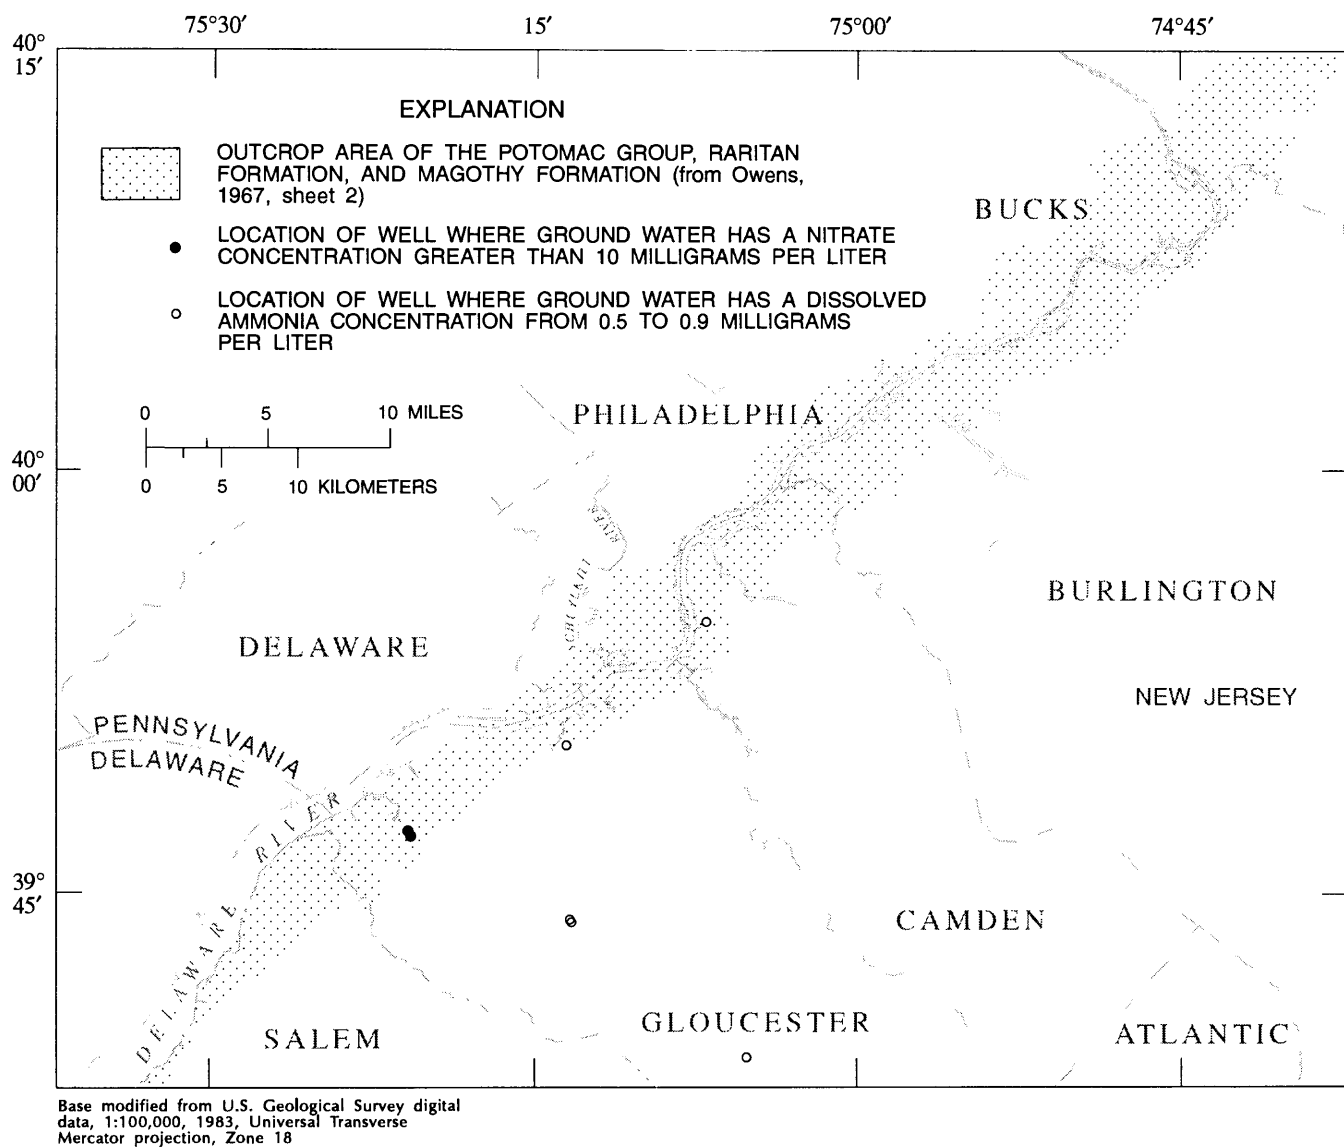 75°30′ 15′ 75°00′ 74°45′
40°
15′
EXPLANATION
OUTCROP AREA OF THE POTOMAC GROUP, RARITAN
FORMATION, AND MAGOTHY FORMATION (from Owens,
1967, sheet 2)
LOCATION OF WELL WHERE GROUND WATER HAS A NITRATE
CONCENTRATION GREATER THAN 10 MILLIGRAMS PER LITER
LOCATION OF WELL WHERE GROUND WATER HAS A DISSOLVED
AMMONIA CONCENTRATION FROM 0.5 TO 0.9 MILLIGRAMS
PER LITER
BUCKS
0 5 10 MILES
0 5 10 KILOMETERS
PHILADELPHIA
40°
00′
RIVER
BURLINGTON
DELAWARE
NEW JERSEY
PENNSYLVANIA
DELAWARE
DELAWARE RIVER
39°
45′
CAMDEN
SALEM
GLOUCESTER
ATLANTIC
Base modified from U.S. Geological Survey digital
data, 1:100,000, 1983, Universal Transverse
Mercator projection, Zone 18